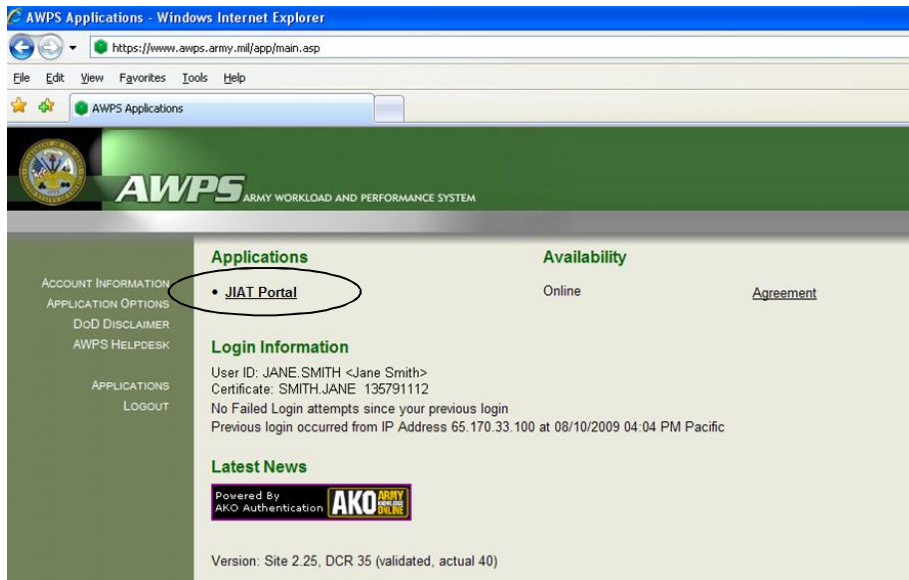 AWPS Applications - Windows Internet Explorer
https://www.awps.army.mil/app/main.asp
File Edit View Favorites Tools Help
AWPS Applications
AWPS ARMY WORKLOAD AND PERFORMANCE SYSTEM
ACCOUNT INFORMATION
APPLICATION OPTIONS
DOD DISCLAIMER
AWPS HELPDESK
APPLICATIONS
LOGOUT
Applications Availability
• JIAT Portal Online Agreement
Login Information
User ID: JANE.SMITH <Jane Smith>
Certificate: SMITH.JANE 135791112
No Failed Login attempts since your previous login
Previous login occurred from IP Address 65.170.33.100 at 08/10/2009 04:04 PM Pacific
Latest News
Powered By
AKO Authentication AKO ARMY KNOWLEDGE ONLINE
Version: Site 2.25, DCR 35 (validated, actual 40)